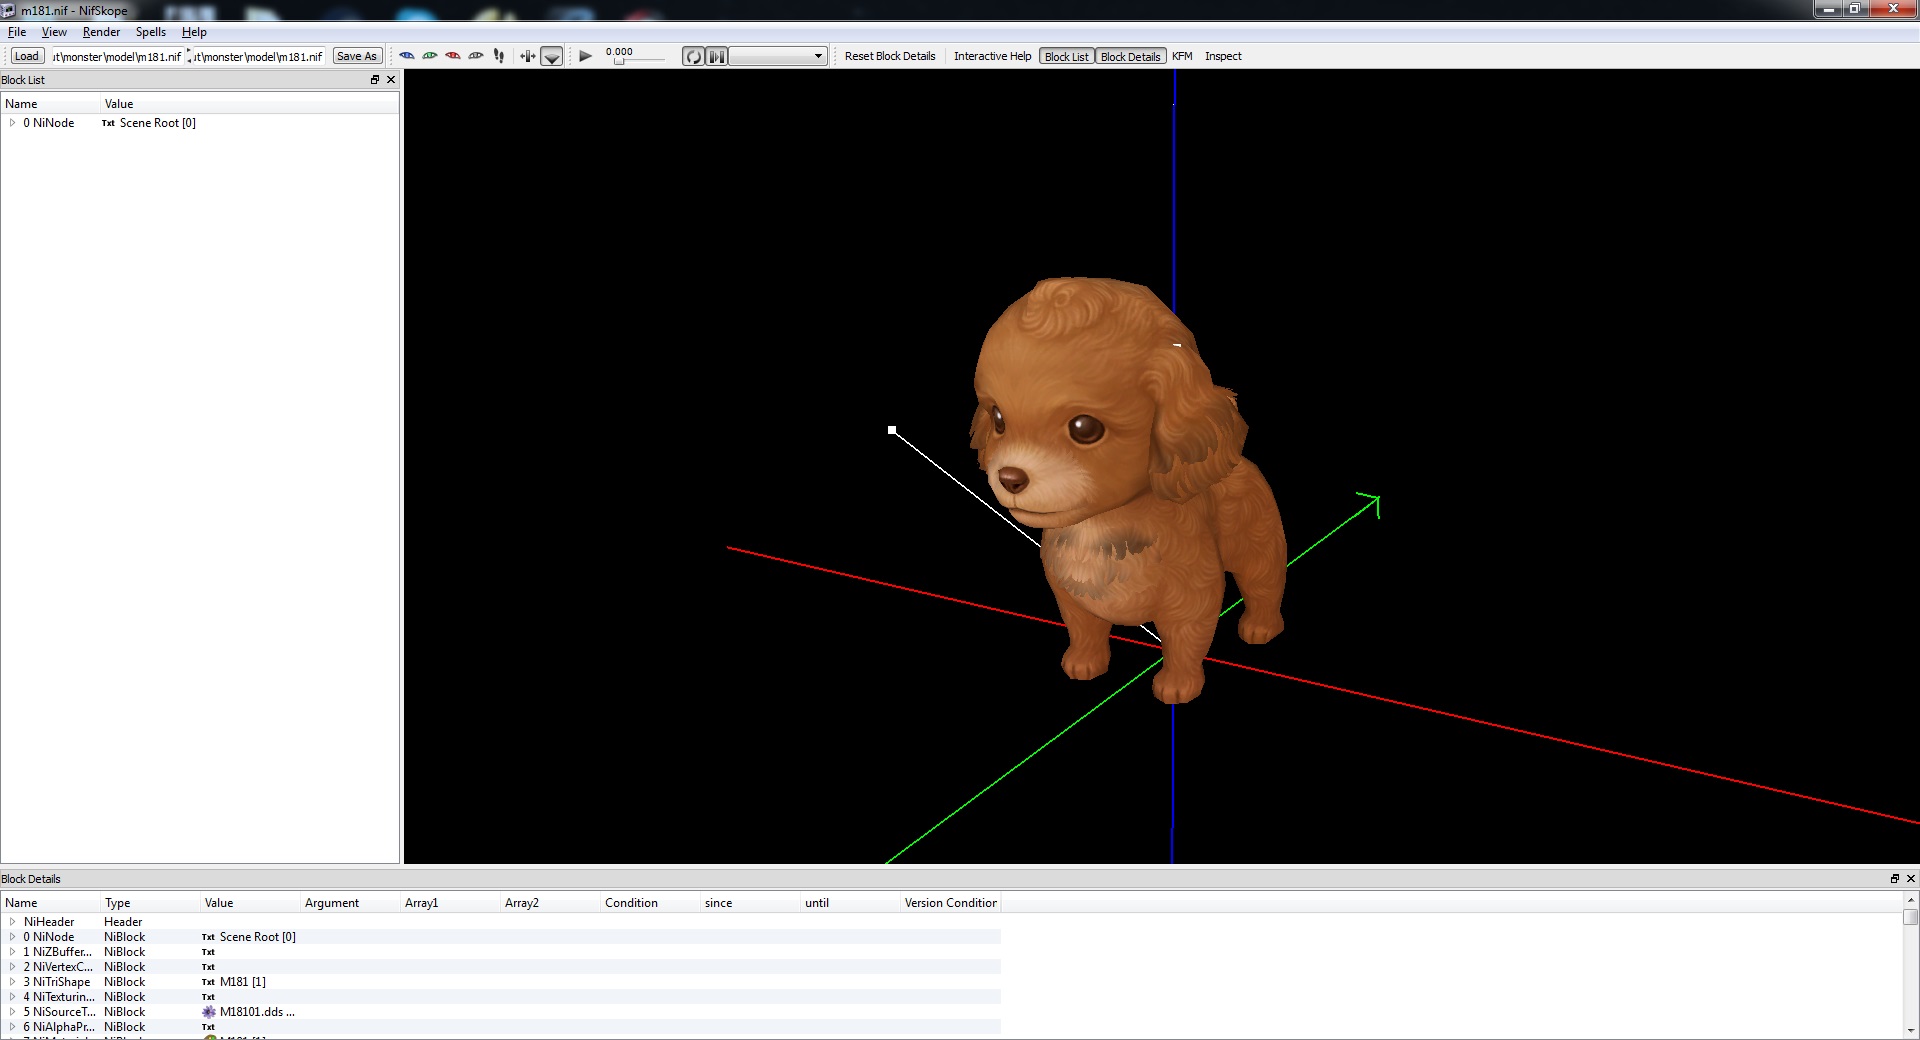 m181.nif - NifSkope
File View Render Spells Help
Load ut\monster\model\m181.nif ut\monster\model\m181.nif Save As 0.000 Reset Block Details Interactive Help Block List Block Details KFM Inspect
Block List
Name Value
0 NiNode Txt Scene Root [0]
Block Details
Name Type Value Argument Array1 Array2 Condition since until Version Condition
NiHeader Header
0 NiNode NiBlock Txt Scene Root [0]
1 NiZBuffer... NiBlock Txt
2 NiVertexC... NiBlock Txt
3 NiTriShape NiBlock Txt M181 [1]
4 NiTexturin... NiBlock Txt
5 NiSourceT... NiBlock M18101.dds ...
6 NiAlphaPr... NiBlock Txt